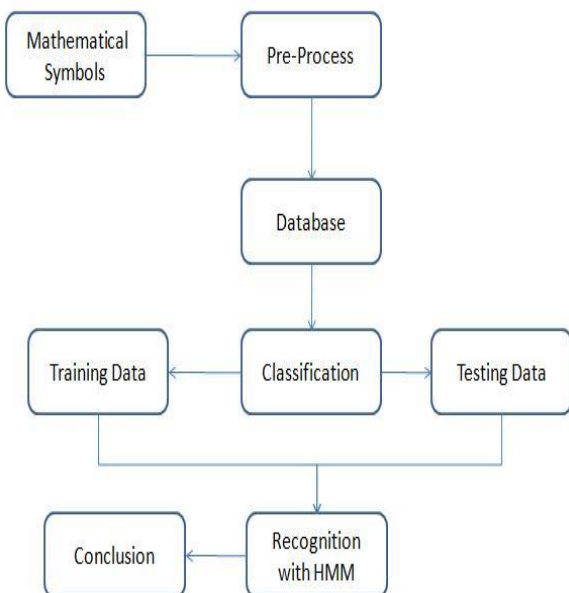 Mathematical
Symbols
Pre-Process
Database
Training Data
Classification
Testing Data
Conclusion
Recognition
with HMM